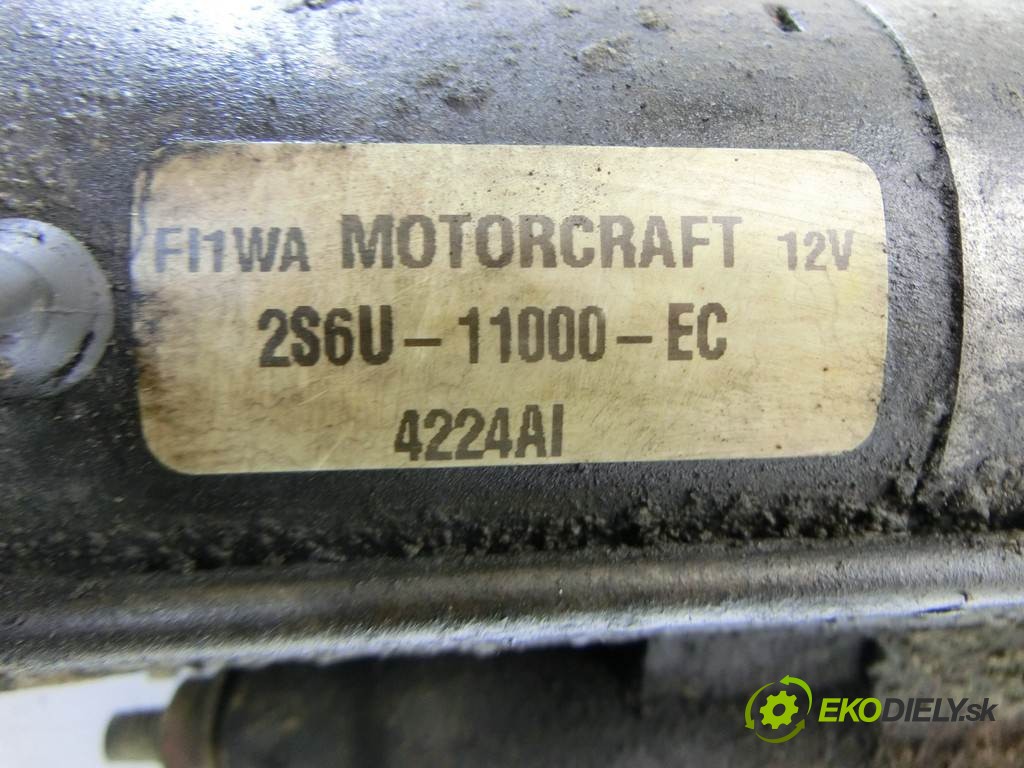 FI1WA MOTORCRAFT 12V
2S6U-11000-EC
4224AI
EKODIELY.sk